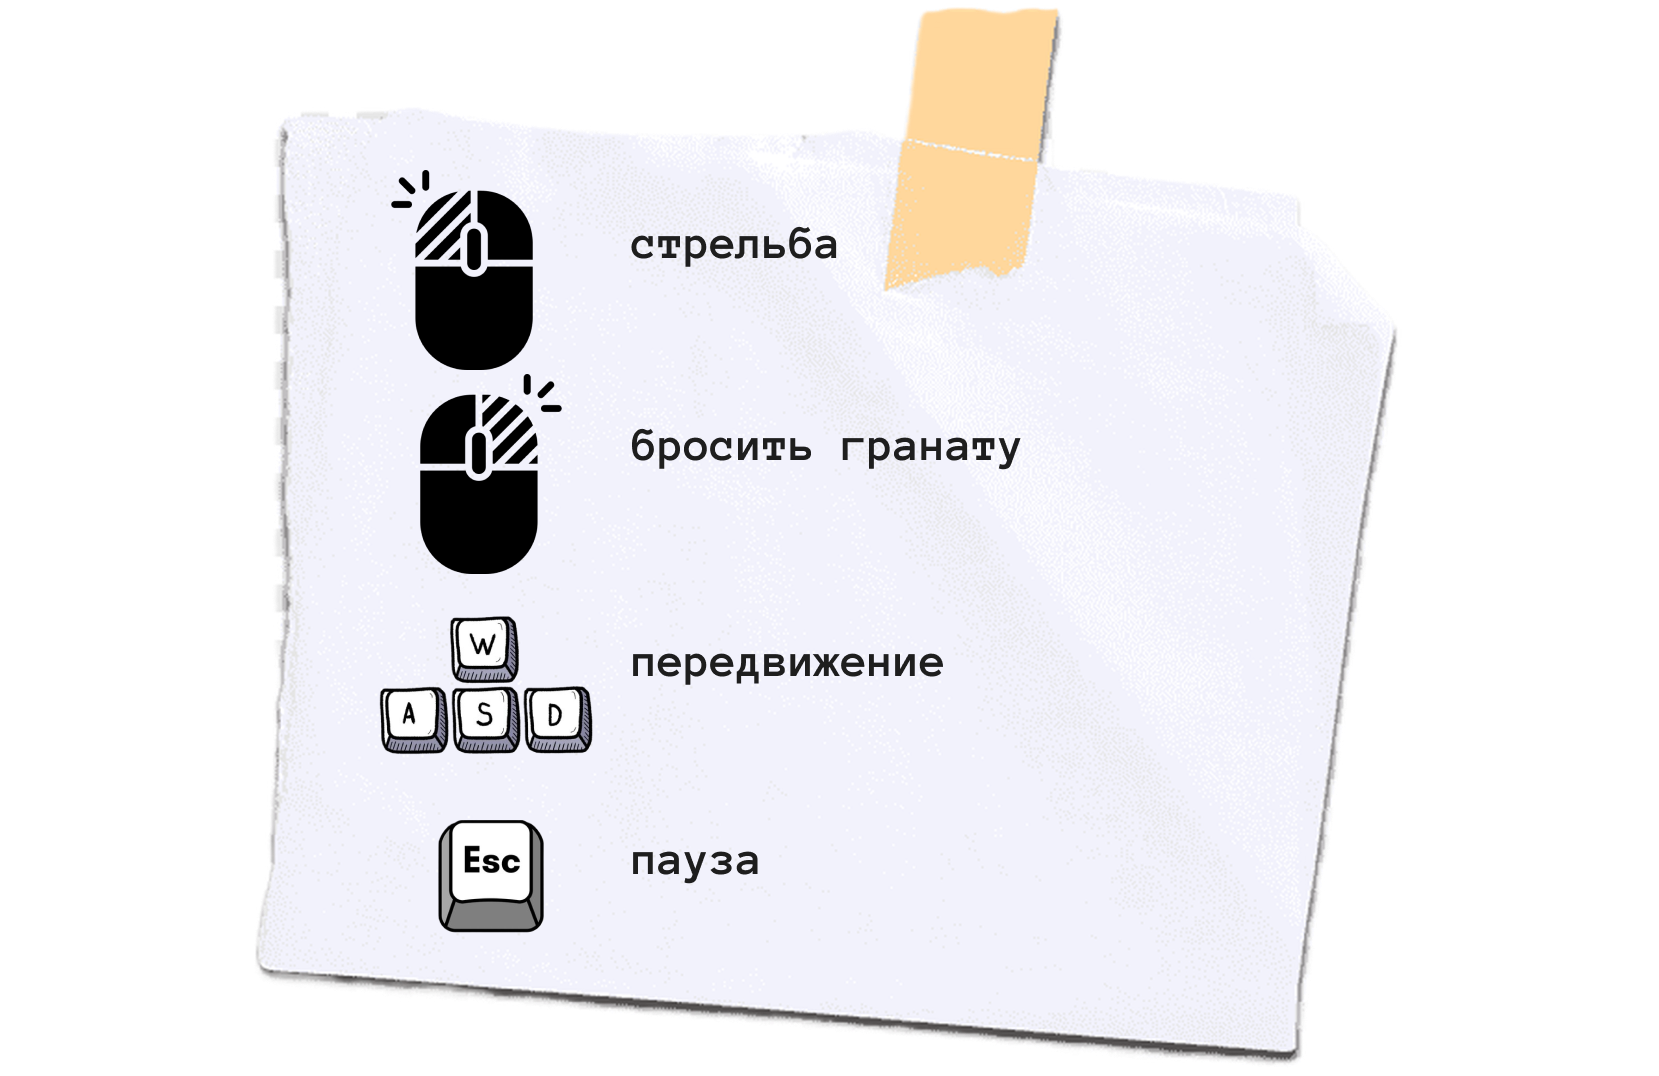 стрельба
бросить гранату
W
передвижение
A S D
Esc
пауза